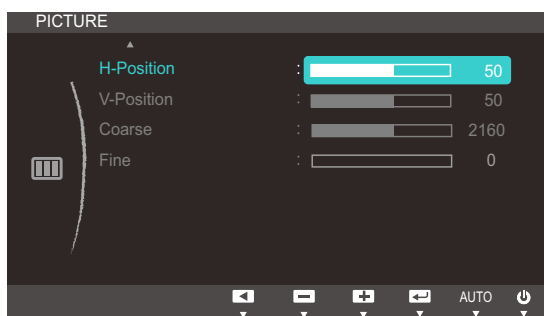 PICTURE
H-Position : 50
V-Position : 50
Coarse : 2160
Fine : 0
AUTO